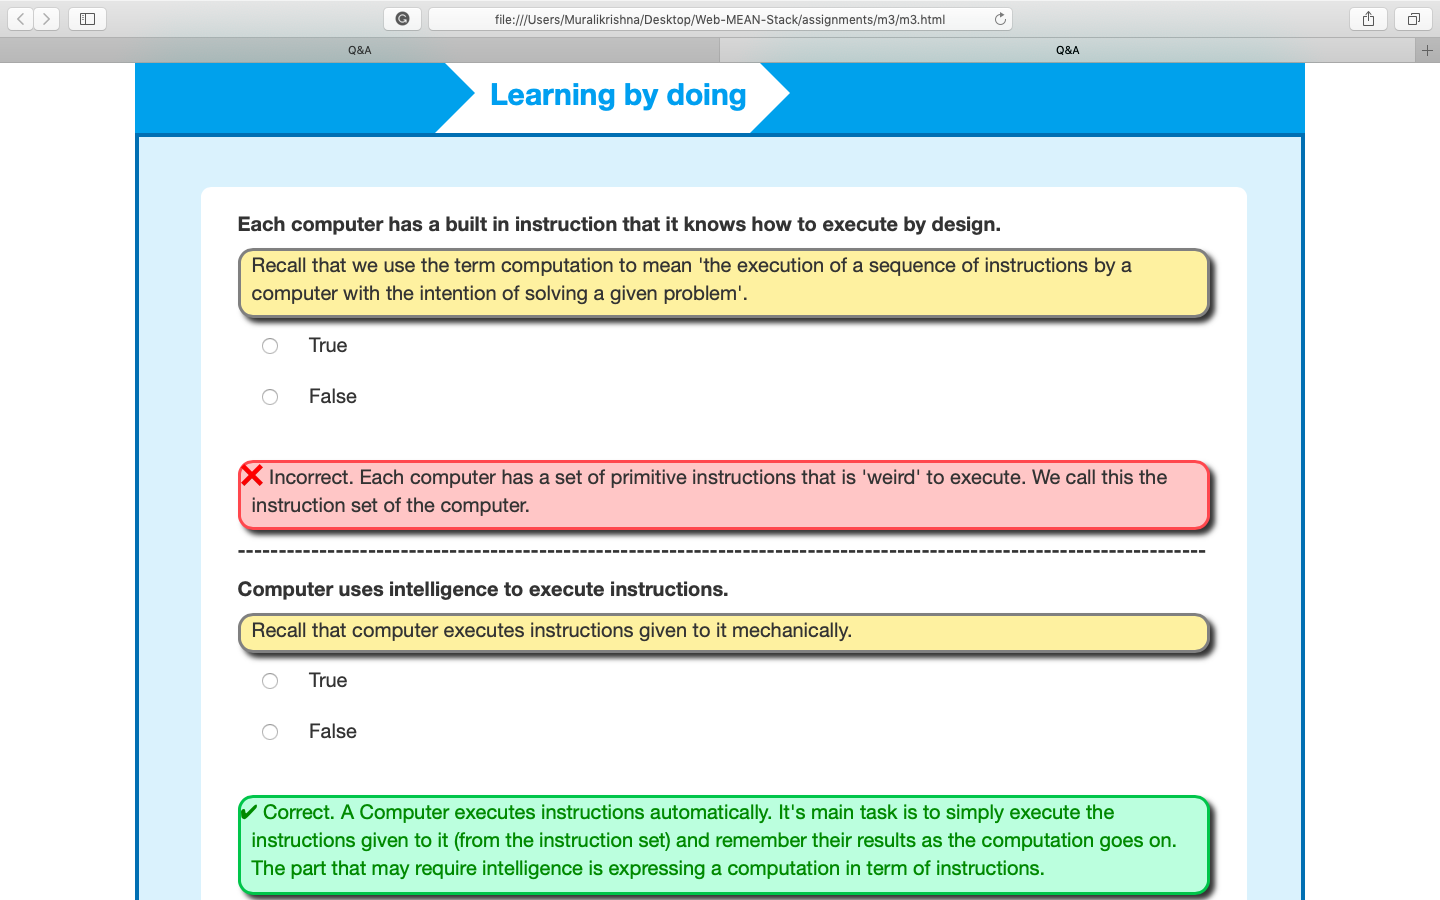 file:///Users/Muralikrishna/Desktop/Web-MEAN-Stack/assignments/m3/m3.html
Q&A
Q&A
Learning by doing
Each computer has a built in instruction that it knows how to execute by design.
Recall that we use the term computation to mean 'the execution of a sequence of instructions by a
computer with the intention of solving a given problem'.
True
False
❌ Incorrect. Each computer has a set of primitive instructions that is 'weird' to execute. We call this the
instruction set of the computer.
----------------------------------------------------------------------------------------------------------------------
Computer uses intelligence to execute instructions.
Recall that computer executes instructions given to it mechanically.
True
False
✔ Correct. A Computer executes instructions automatically. It's main task is to simply execute the
instructions given to it (from the instruction set) and remember their results as the computation goes on.
The part that may require intelligence is expressing a computation in term of instructions.